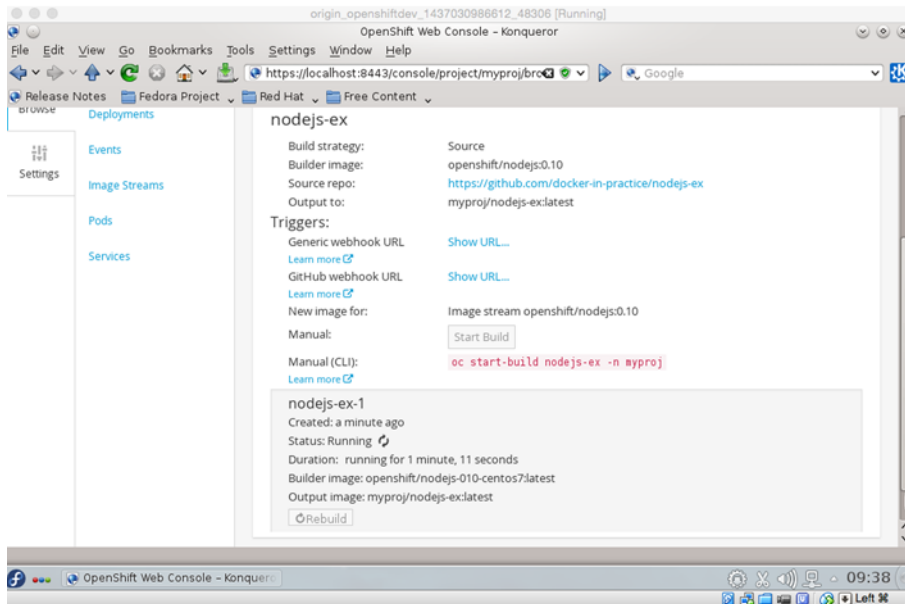 origin_openshiftdev_1437030986612_48306 [Running]
OpenShift Web Console – Konqueror
File Edit View Go Bookmarks Tools Settings Window Help
https://localhost:8443/console/project/myproj/bro
Google
Release Notes Fedora Project Red Hat Free Content
Browse
Settings
Deployments
Events
Image Streams
Pods
Services
nodejs-ex
Build strategy: Source
Builder image: openshift/nodejs:0.10
Source repo: https://github.com/docker-in-practice/nodejs-ex
Output to: myproj/nodejs-ex:latest
Triggers:
Generic webhook URL Show URL...
Learn more
GitHub webhook URL Show URL...
Learn more
New image for: Image stream openshift/nodejs:0.10
Manual: Start Build
Manual (CLI): oc start-build nodejs-ex -n myproj
Learn more
nodejs-ex-1
Created: a minute ago
Status: Running
Duration: running for 1 minute, 11 seconds
Builder image: openshift/nodejs-010-centos7:latest
Output image: myproj/nodejs-ex:latest
Rebuild
OpenShift Web Console – Konquero
09:38
Left ⌘